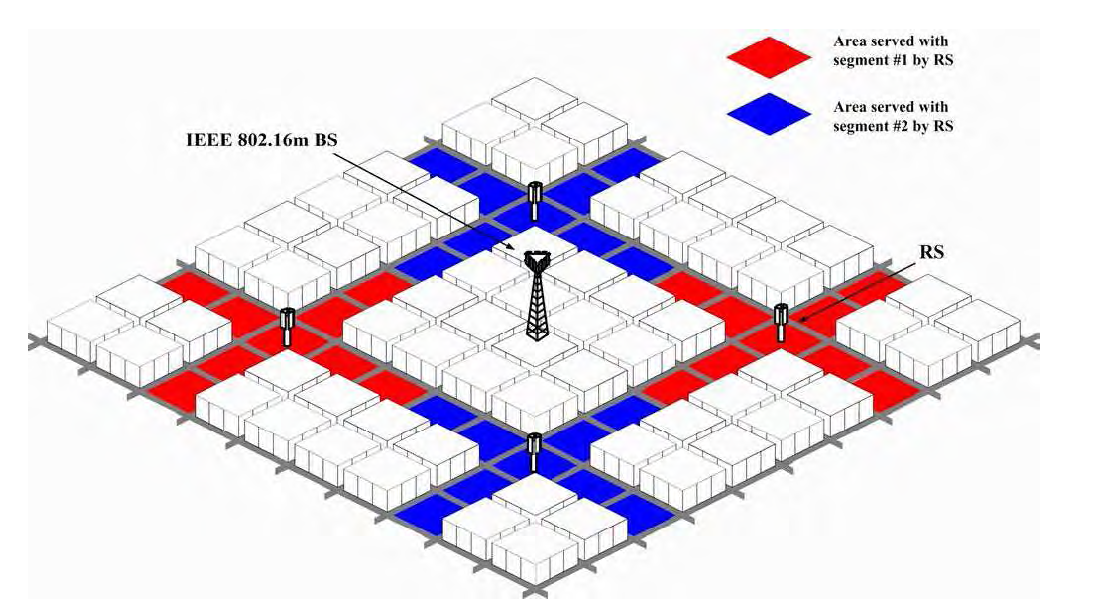 Area served with
segment #1 by RS
Area served with
segment #2 by RS
IEEE 802.16m BS
RS